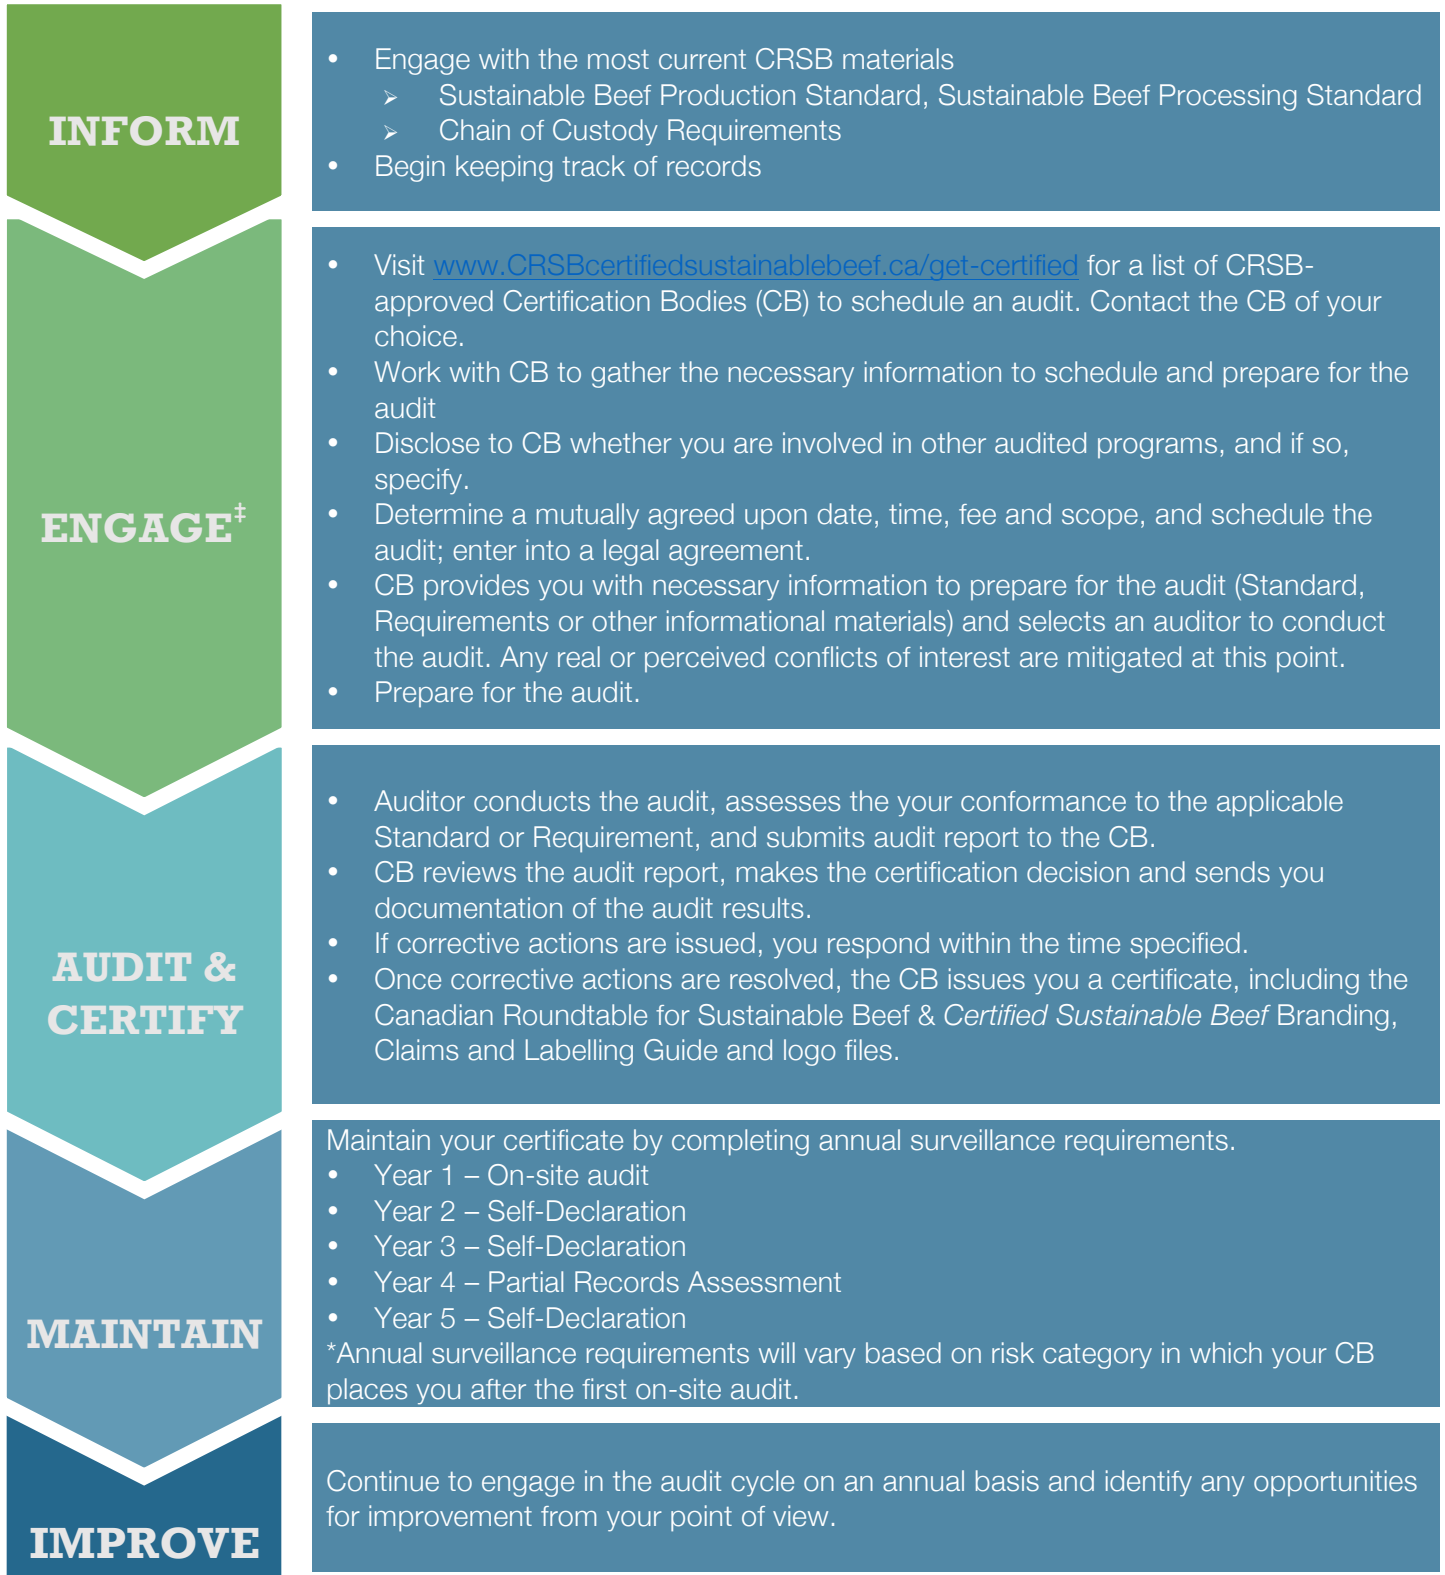 INFORM
• Engage with the most current CRSB materials
➢ Sustainable Beef Production Standard, Sustainable Beef Processing Standard
➢ Chain of Custody Requirements
• Begin keeping track of records
ENGAGE‡
• Visit www.CRSBcertifiedsustainablebeef.ca/get-certified for a list of CRSB-
approved Certification Bodies (CB) to schedule an audit. Contact the CB of your
choice.
• Work with CB to gather the necessary information to schedule and prepare for the
audit
• Disclose to CB whether you are involved in other audited programs, and if so,
specify.
• Determine a mutually agreed upon date, time, fee and scope, and schedule the
audit; enter into a legal agreement.
• CB provides you with necessary information to prepare for the audit (Standard,
Requirements or other informational materials) and selects an auditor to conduct
the audit. Any real or perceived conflicts of interest are mitigated at this point.
• Prepare for the audit.
AUDIT &
CERTIFY
• Auditor conducts the audit, assesses the your conformance to the applicable
Standard or Requirement, and submits audit report to the CB.
• CB reviews the audit report, makes the certification decision and sends you
documentation of the audit results.
• If corrective actions are issued, you respond within the time specified.
• Once corrective actions are resolved, the CB issues you a certificate, including the
Canadian Roundtable for Sustainable Beef & Certified Sustainable Beef Branding,
Claims and Labelling Guide and logo files.
MAINTAIN
Maintain your certificate by completing annual surveillance requirements.
• Year 1 – On-site audit
• Year 2 – Self-Declaration
• Year 3 – Self-Declaration
• Year 4 – Partial Records Assessment
• Year 5 – Self-Declaration
*Annual surveillance requirements will vary based on risk category in which your CB
places you after the first on-site audit.
IMPROVE
Continue to engage in the audit cycle on an annual basis and identify any opportunities
for improvement from your point of view.